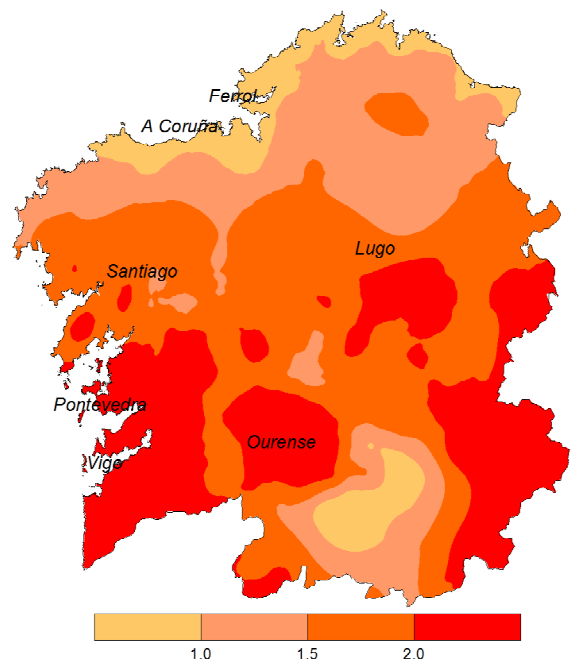 Ferrol
A Coruña
Lugo
Santiago
Pontevedra
Ourense
Vigo
1.0 1.5 2.0